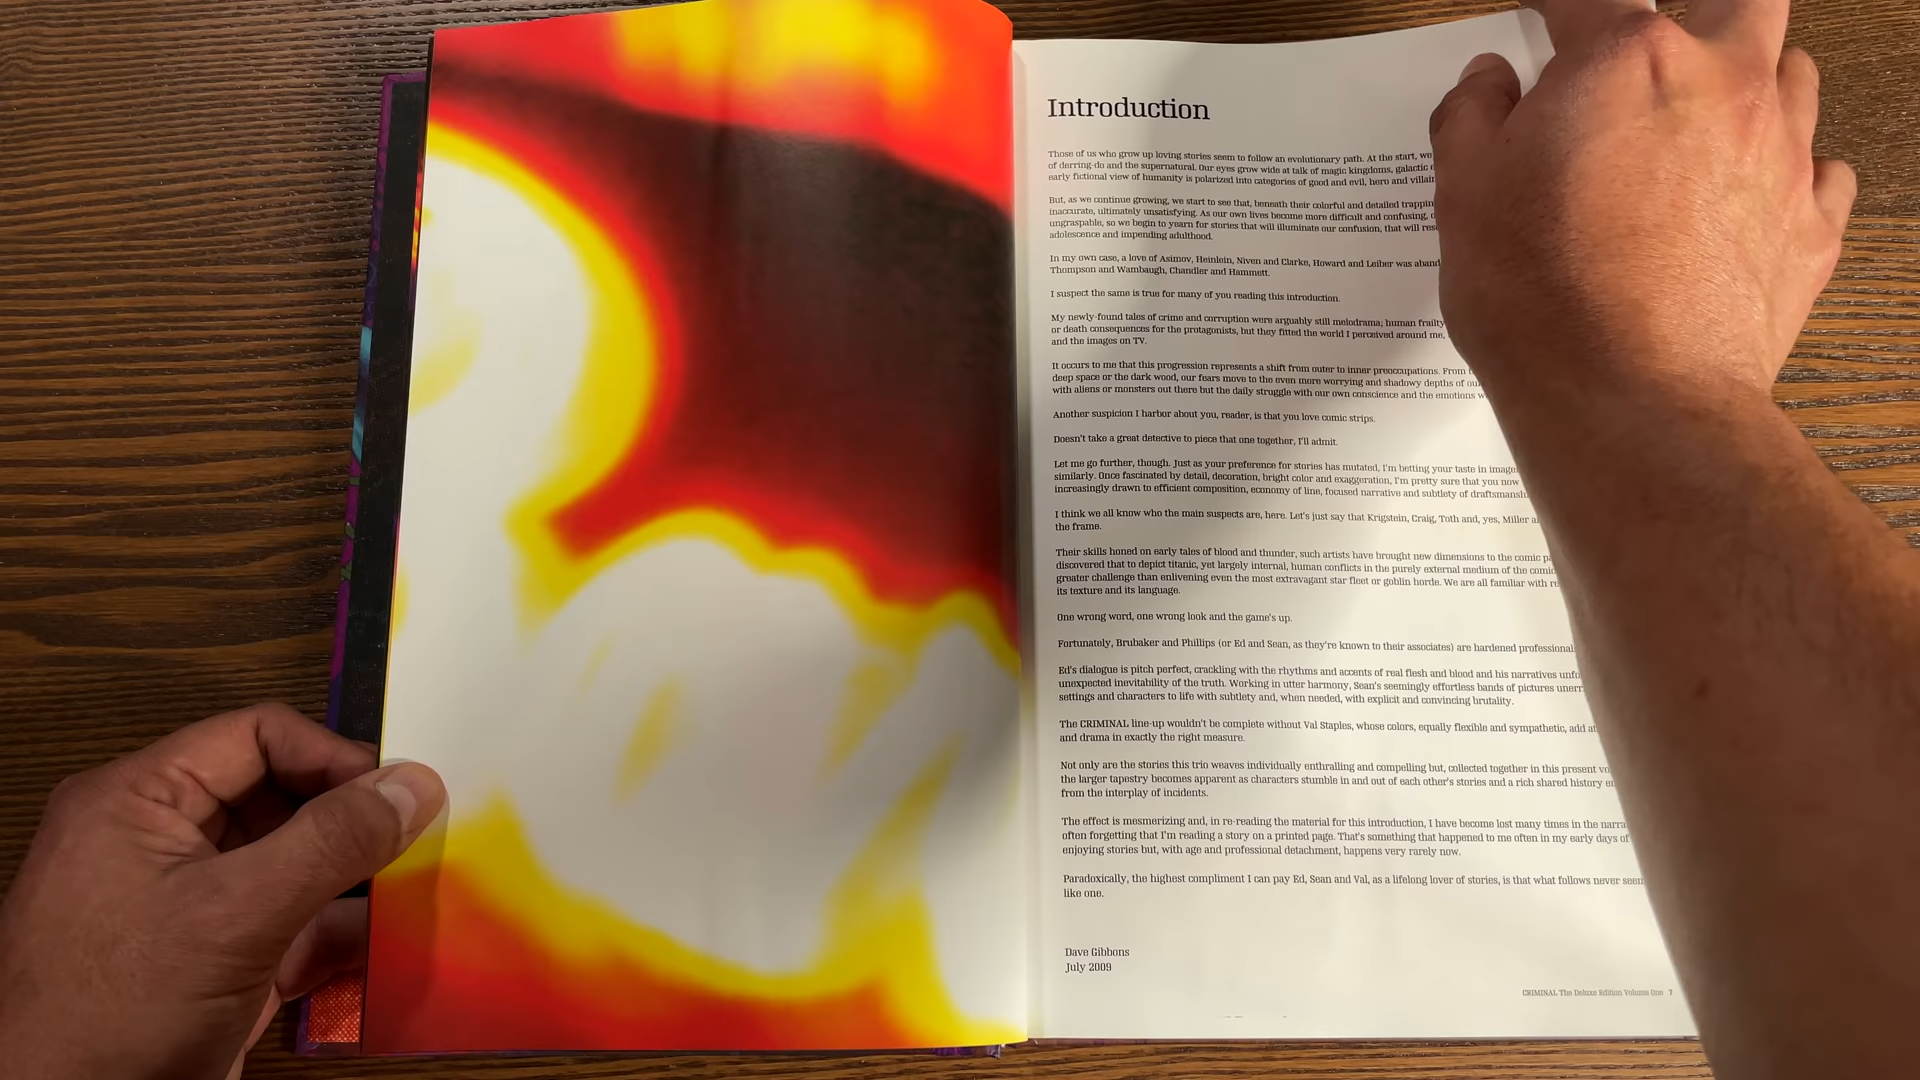 Introduction
Those of us who grow up loving stories seem to follow an evolutionary path. At the start, we
of derring-do and the supernatural. Our eyes grow wide at talk of magic kingdoms, galactic
early fictional view of humanity is polarized into categories of good and evil, hero and villain
But, as we continue growing, we start to see that, beneath their colorful and detailed
inaccurate, ultimately unsatisfying. As our own lives become more difficult and confusing,
ungraspable, so we begin to yearn for stories that will illuminate our confusion, that will
adolescence and impending adulthood.
In my own case, a love of Asimov, Heinlein, Niven and Clarke, Howard and Leiber was
Thompson and Wambaugh, Chandler and Hammett.
I suspect the same is true for many of you reading this introduction.
My newly-found tales of crime and corruption were arguably still melodrama; human frailty
or death consequences for the protagonists, but they fitted the world I perceived around me,
and the images on TV.
It occurs to me that this progression represents a shift from outer to inner preoccupations. From
deep space or the dark wood, our fears move to the even more worrying and shadowy depths of
with aliens or monsters out there but the daily struggle with our own conscience and the emotions
Another suspicion I harbor about you, reader, is that you love comic strips.
Doesn't take a great detective to piece that one together, I'll admit.
Let me go further, though. Just as your preference for stories has mutated, I'm betting your taste in
similarly. Once fascinated by detail, decoration, bright color and exaggeration, I'm pretty sure that you now
increasingly drawn to efficient composition, economy of line, focused narrative and subtlety of
I think we all know who the main suspects are, here. Let's just say that Krigstein, Craig, Toth and, yes, Miller
the frame.
Their skills honed on early tales of blood and thunder, such artists have brought new dimensions to the comic
discovered that to depict titanic, yet largely internal, human conflicts in the purely external medium of the comic
greater challenge than enlivening even the most extravagant star fleet or goblin horde. We are all familiar with
its texture and its language.
One wrong word, one wrong look and the game's up.
Fortunately, Brubaker and Phillips (or Ed and Sean, as they're known to their associates) are hardened
Ed's dialogue is pitch perfect, crackling with the rhythms and accents of real flesh and blood and his narratives
unexpected inevitability of the truth. Working in utter harmony, Sean's seemingly effortless bands of pictures
settings and characters to life with subtlety and, when needed, with explicit and convincing brutality.
The CRIMINAL line-up wouldn't be complete without Val Staples, whose colors, equally flexible and sympathetic, add
and drama in exactly the right measure.
Not only are the stories this trio weaves individually enthralling and compelling but, collected together in this present
the larger tapestry becomes apparent as characters stumble in and out of each other's stories and a rich shared history
from the interplay of incidents.
The effect is mesmerizing and, in re-reading the material for this introduction, I have become lost many times in the
often forgetting that I'm reading a story on a printed page. That's something that happened to me often in my early days of
enjoying stories but, with age and professional detachment, happens very rarely now.
Paradoxically, the highest compliment I can pay Ed, Sean and Val, as a lifelong lover of stories, is that what follows never
like one.
Dave Gibbons
July 2009
CRIMINAL The Deluxe Edition Volume One 7